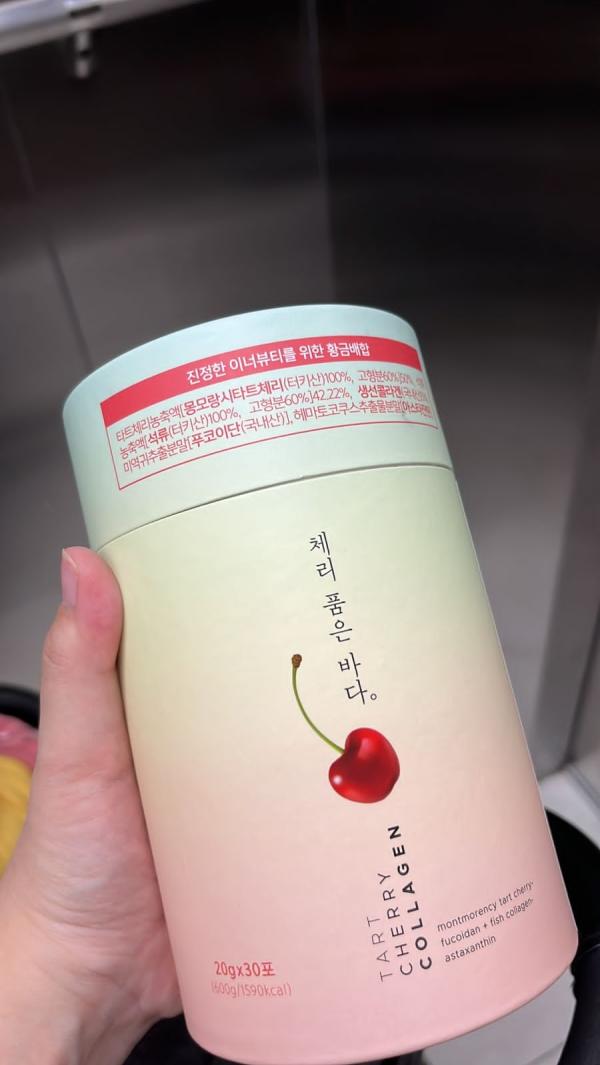 진정한 이너뷰티를 위한 황금배합
타트체리농축액[몽모랑시타트체리(터키산)100%, 고형분60%]50%,
농축액[석류(터키산)100%, 고형분60%]42.22%, 생선콜라겐
미역귀추출분말[푸코이단(국내산)], 헤마토코쿠스추출물분말
체리 품은 바다。
TART
CHERRY
COLLAGEN
montmorency tart cherry·
fucoidan + fish collagen·
astaxanthin
20gx30포
(600g/1590kcal)